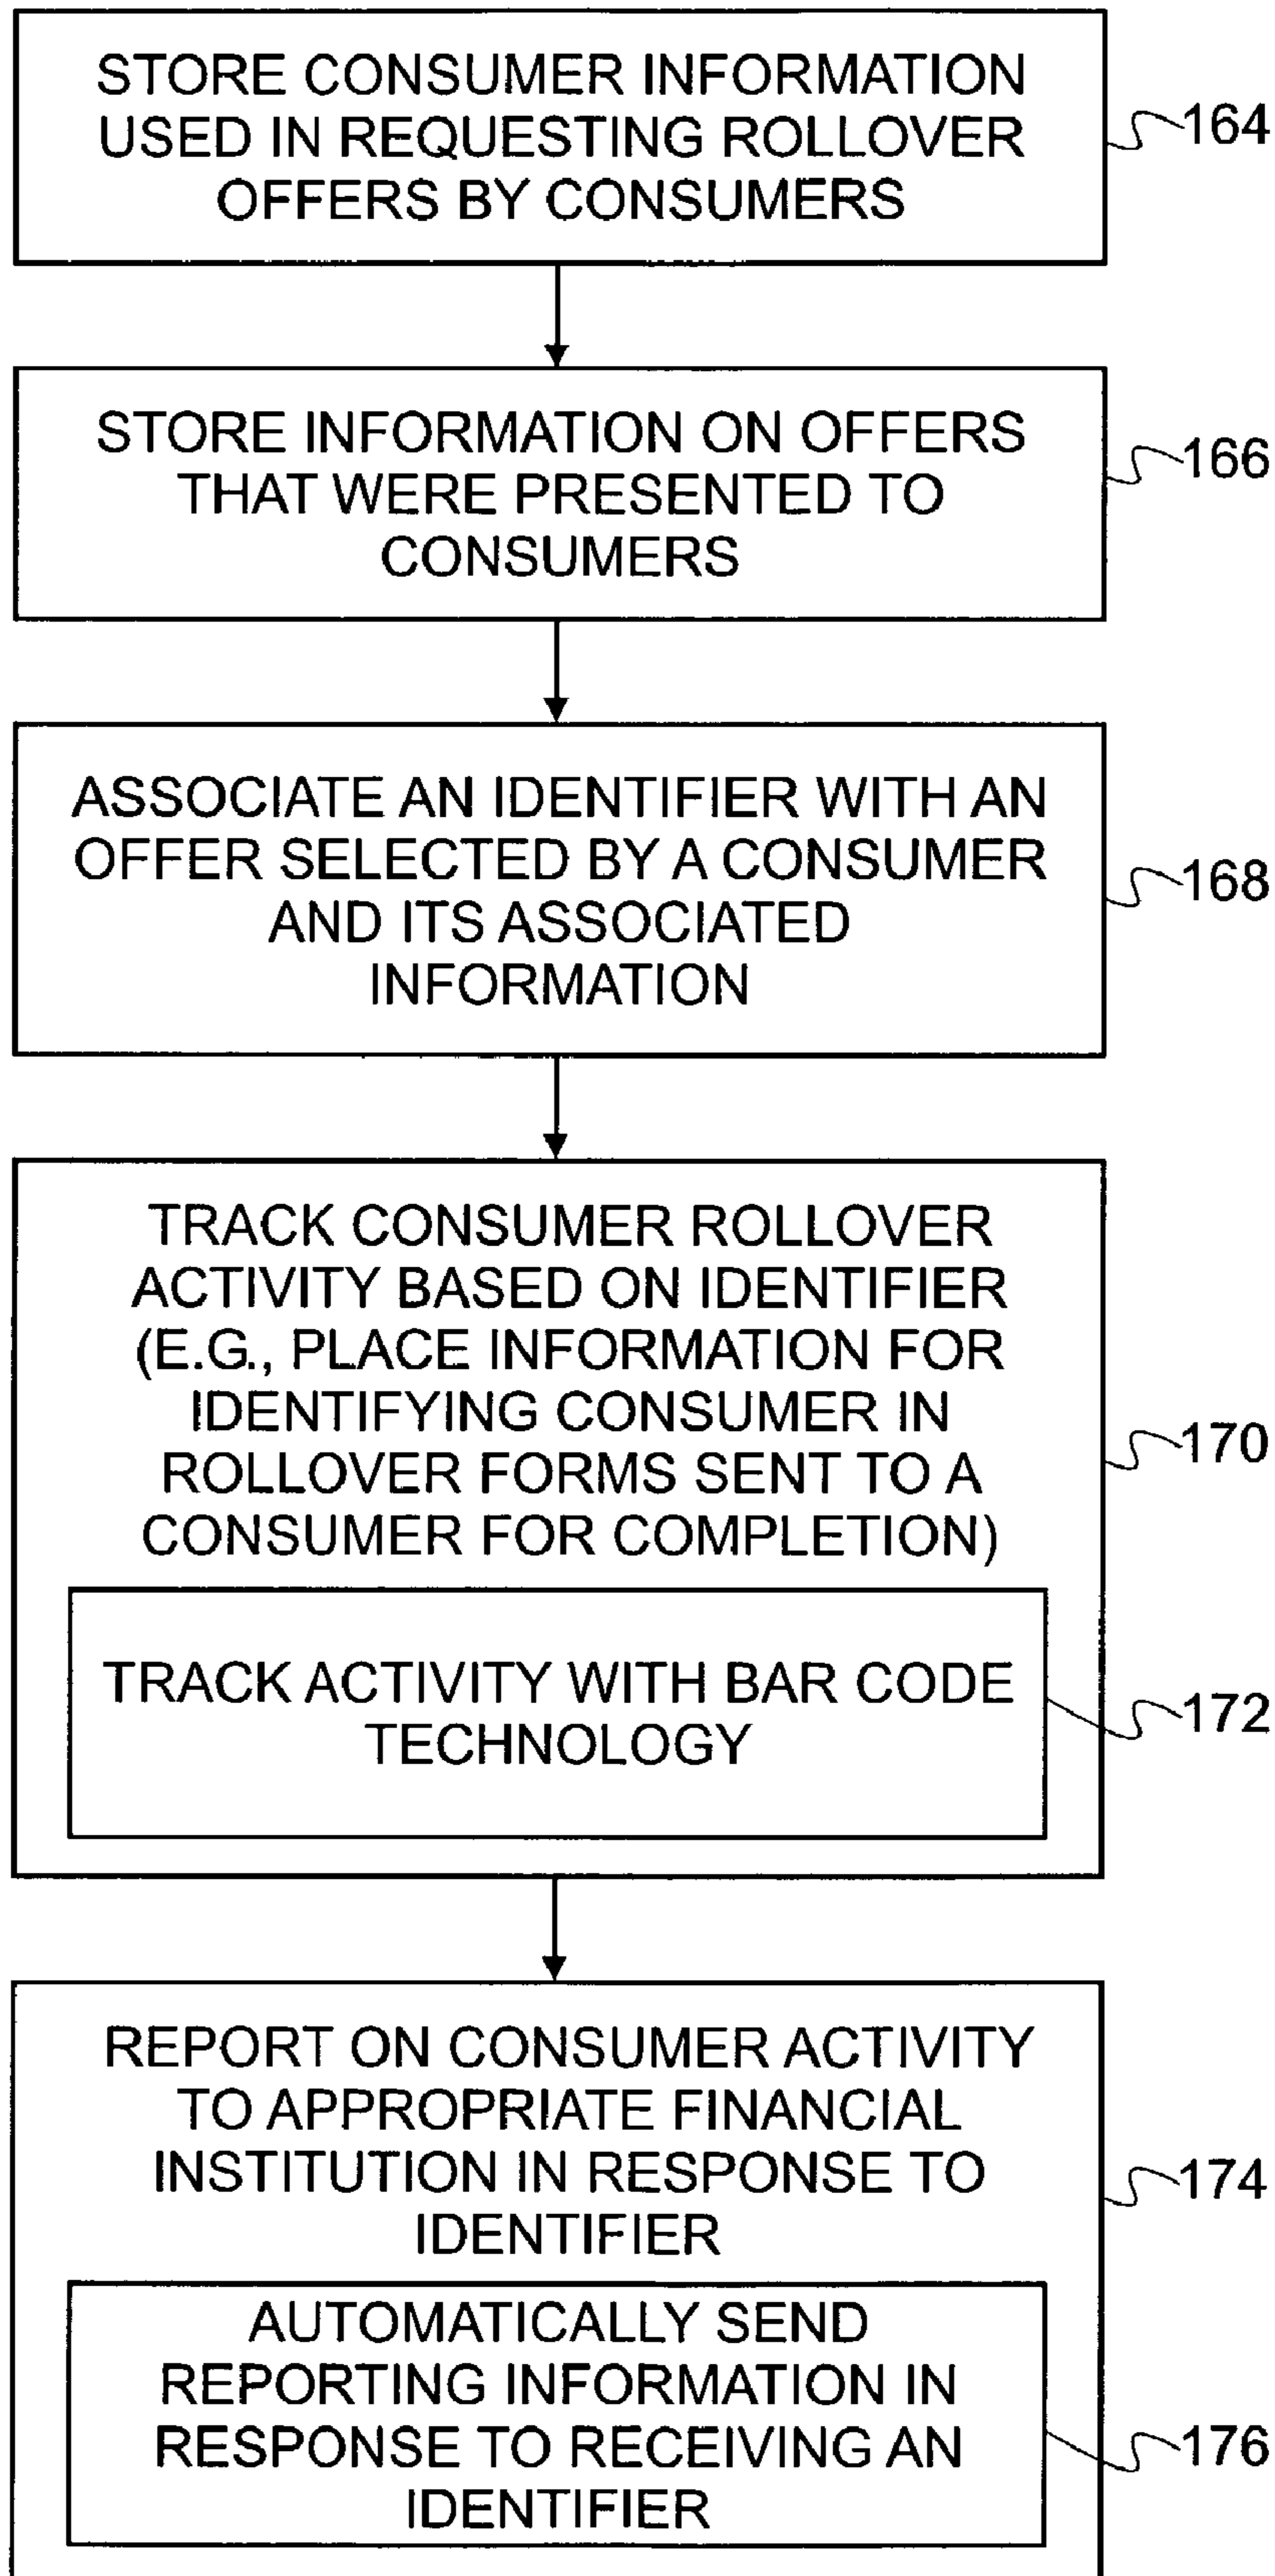 STORE CONSUMER INFORMATION
USED IN REQUESTING ROLLOVER
OFFERS BY CONSUMERS
164
STORE INFORMATION ON OFFERS
THAT WERE PRESENTED TO
CONSUMERS
166
ASSOCIATE AN IDENTIFIER WITH AN
OFFER SELECTED BY A CONSUMER
AND ITS ASSOCIATED
INFORMATION
168
TRACK CONSUMER ROLLOVER
ACTIVITY BASED ON IDENTIFIER
(E.G., PLACE INFORMATION FOR
IDENTIFYING CONSUMER IN
ROLLOVER FORMS SENT TO A
CONSUMER FOR COMPLETION)
170
TRACK ACTIVITY WITH BAR CODE
TECHNOLOGY
172
REPORT ON CONSUMER ACTIVITY
TO APPROPRIATE FINANCIAL
INSTITUTION IN RESPONSE TO
IDENTIFIER
174
AUTOMATICALLY SEND
REPORTING INFORMATION IN
RESPONSE TO RECEIVING AN
IDENTIFIER
176